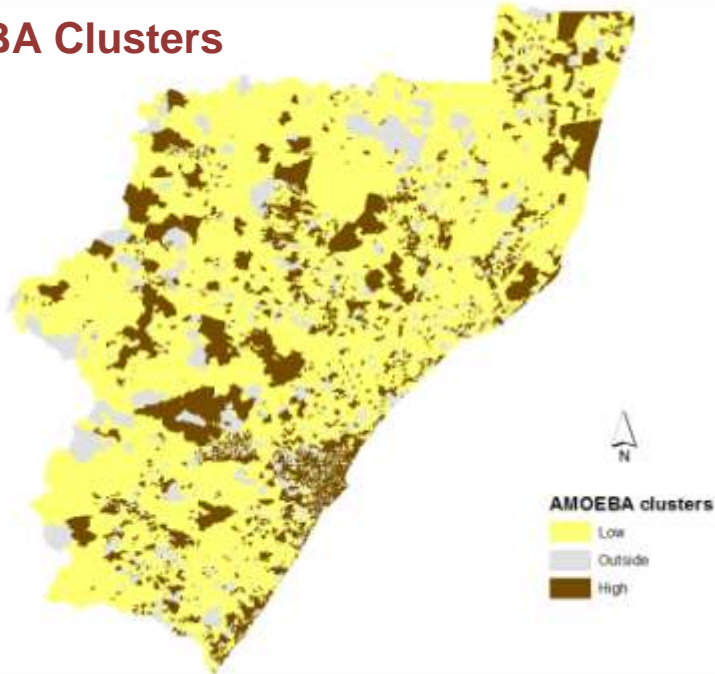 BA Clusters
N
AMOEBA clusters
Low
Outside
High